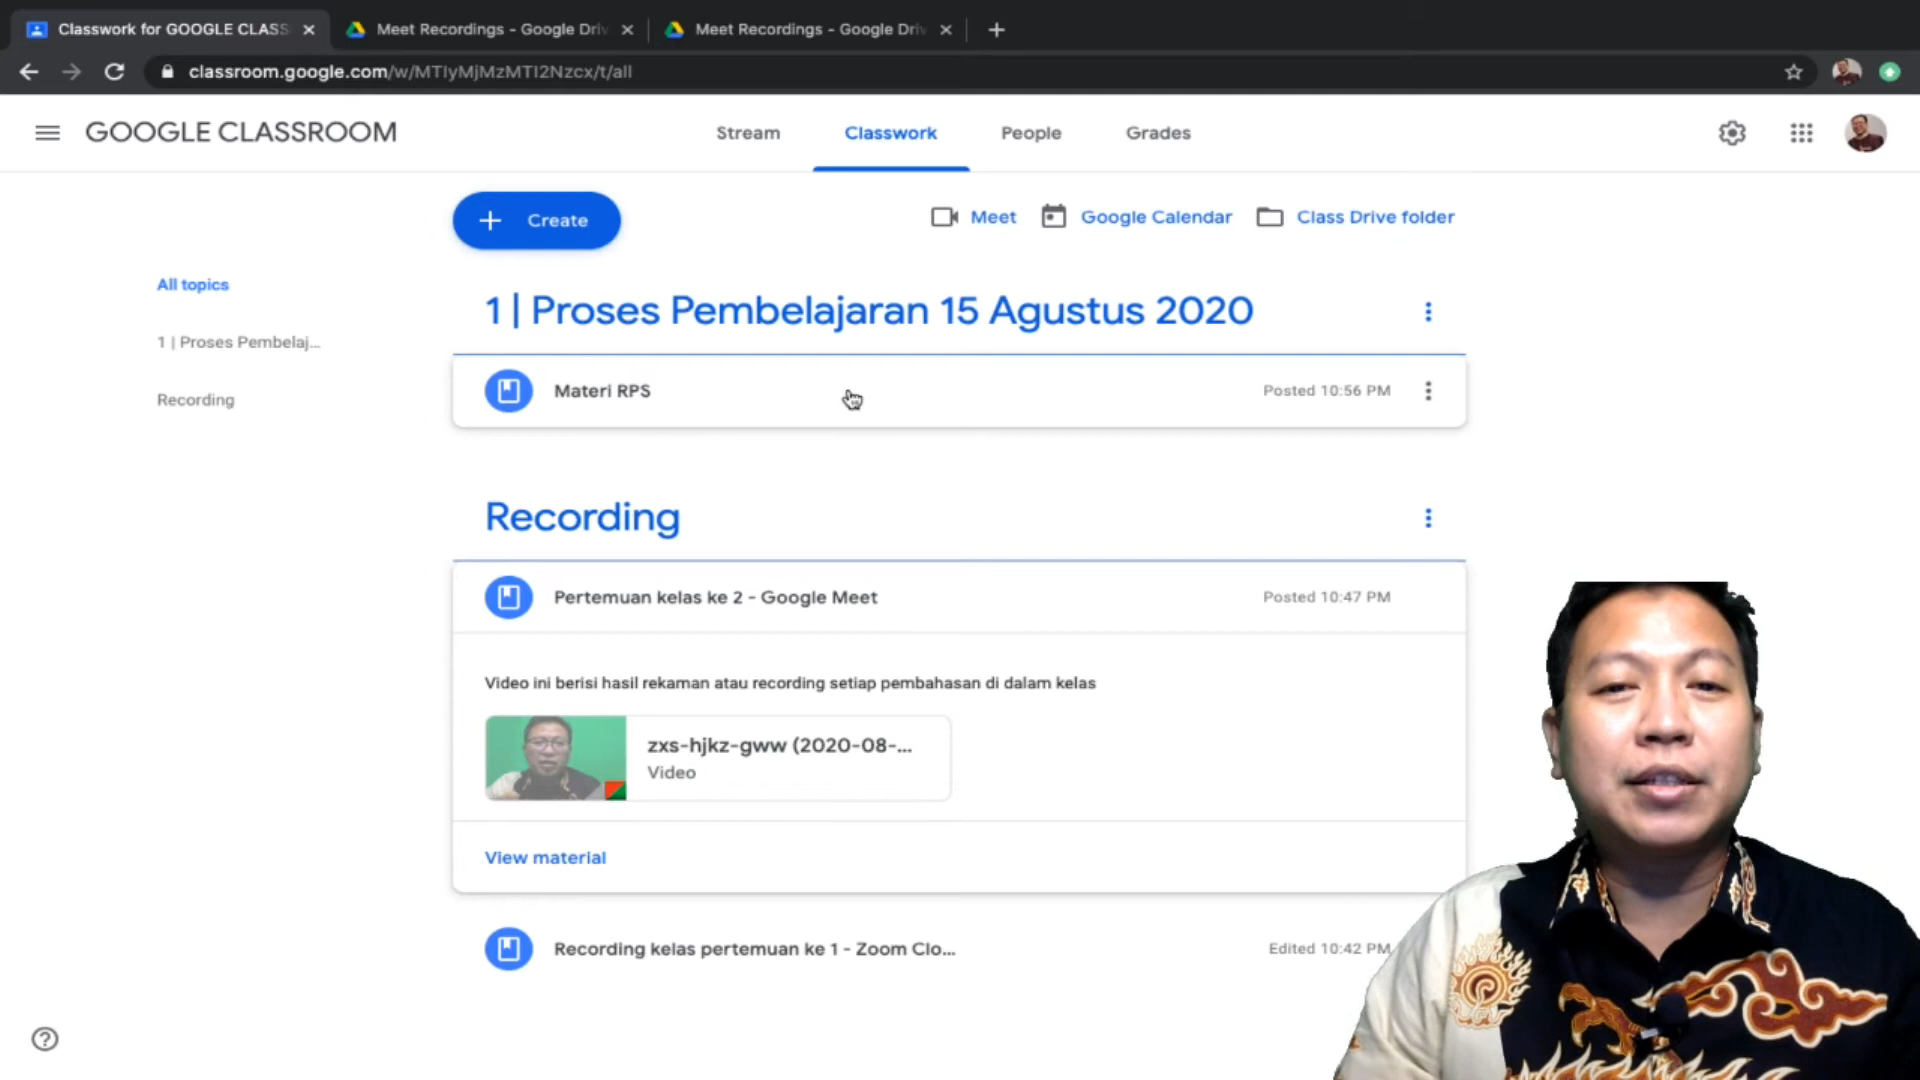 Classwork for GOOGLE CLASS
Meet Recordings - Google Driv
Meet Recordings - Google Driv
classroom.google.com/w/MTIyMjMzMTI2Nzcx/t/all
GOOGLE CLASSROOM
Stream
Classwork
People
Grades
Create
Meet
Google Calendar
Class Drive folder
All topics
1 | Proses Pembelaj...
Recording
1 | Proses Pembelajaran 15 Agustus 2020
Materi RPS
Posted 10:56 PM
Recording
Pertemuan kelas ke 2 - Google Meet
Posted 10:47 PM
Video ini berisi hasil rekaman atau recording setiap pembahasan di dalam kelas
zxs-hjkz-gww (2020-08-...
Video
View material
Recording kelas pertemuan ke 1 - Zoom Clo...
Edited 10:42 PM